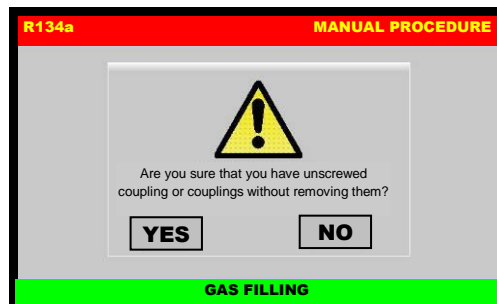 R134a MANUAL PROCEDURE
Are you sure that you have unscrewed
coupling or couplings without removing them?
YES NO
GAS FILLING